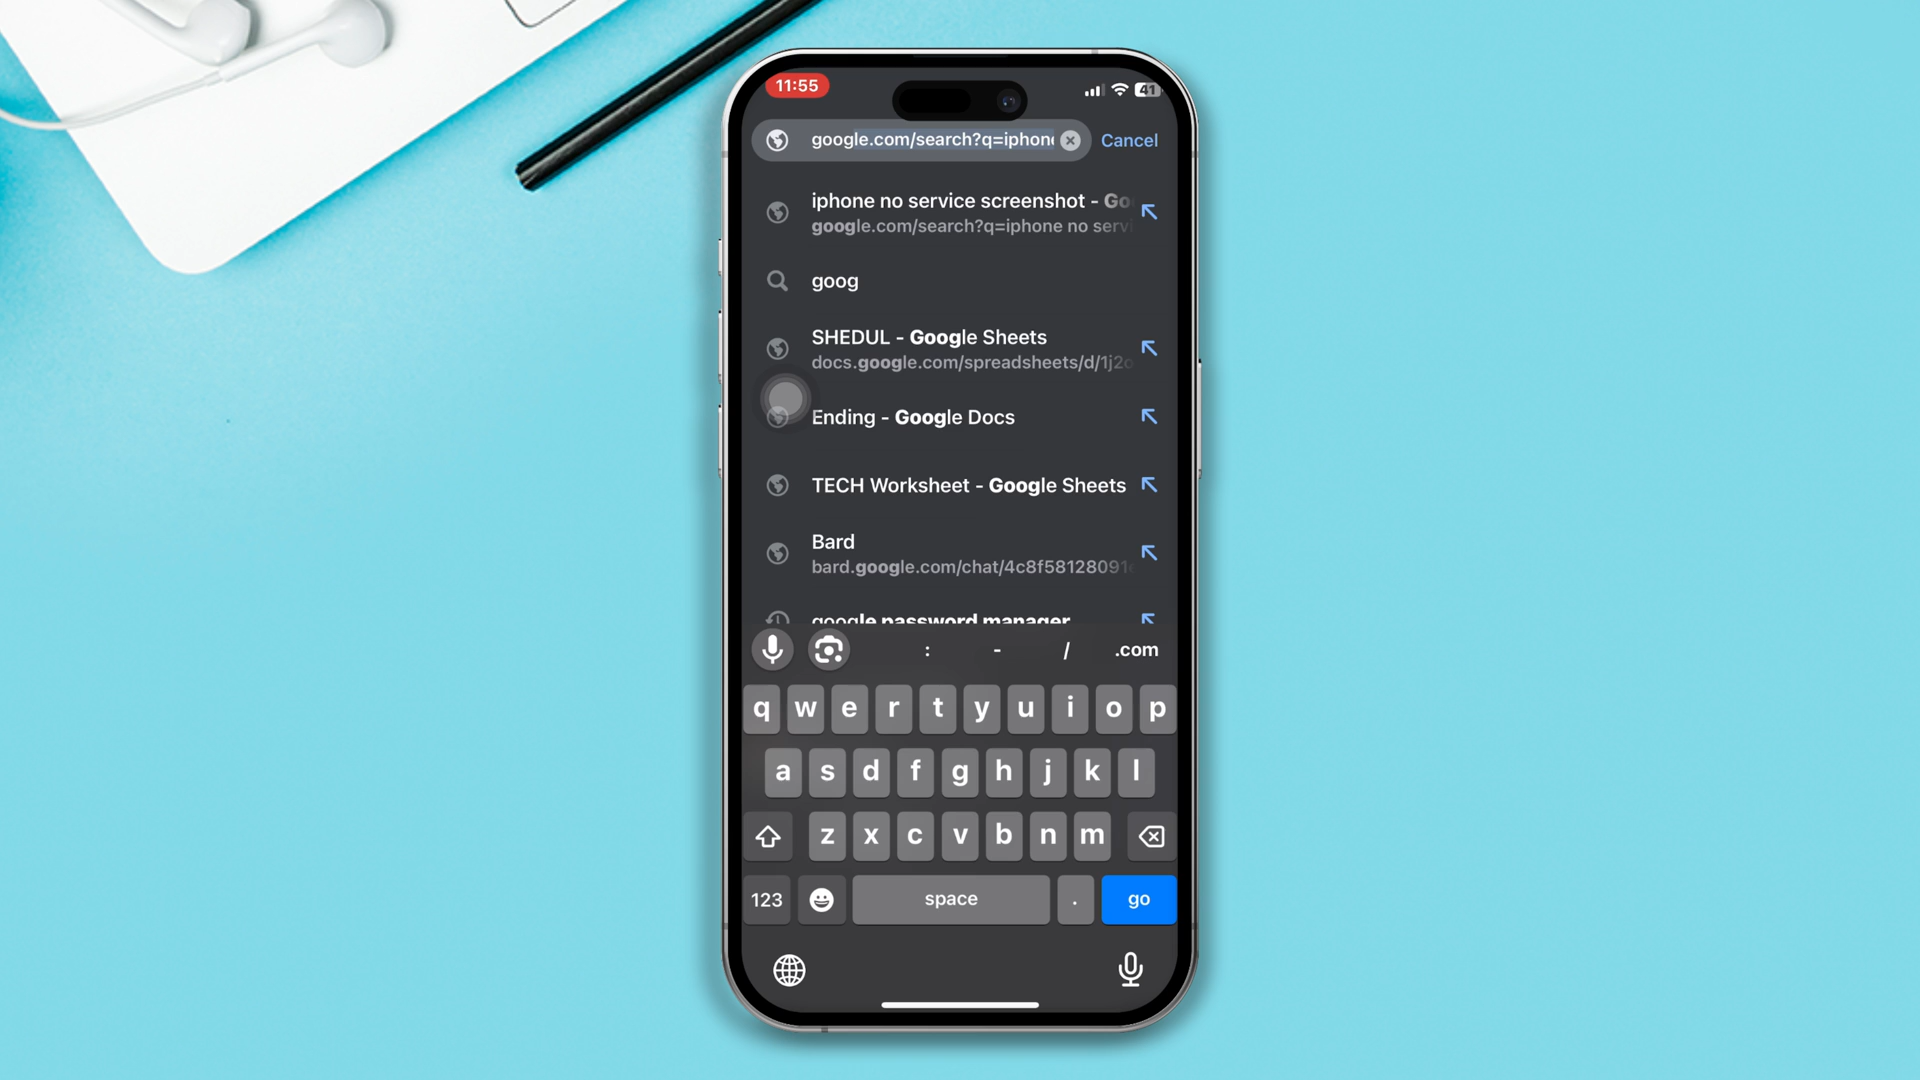 11:55
41
google.com/search?q=iphon
Cancel
iphone no service screenshot - Go
google.com/search?q=iphone no serv
goog
SHEDUL - Google Sheets
docs.google.com/spreadsheets/d/1j2
Ending - Google Docs
TECH Worksheet - Google Sheets
Bard
bard.google.com/chat/4c8f58128091
google password manager
: - / .com
q w e r t y u i o p
a s d f g h j k l
z x c v b n m
123 space . go